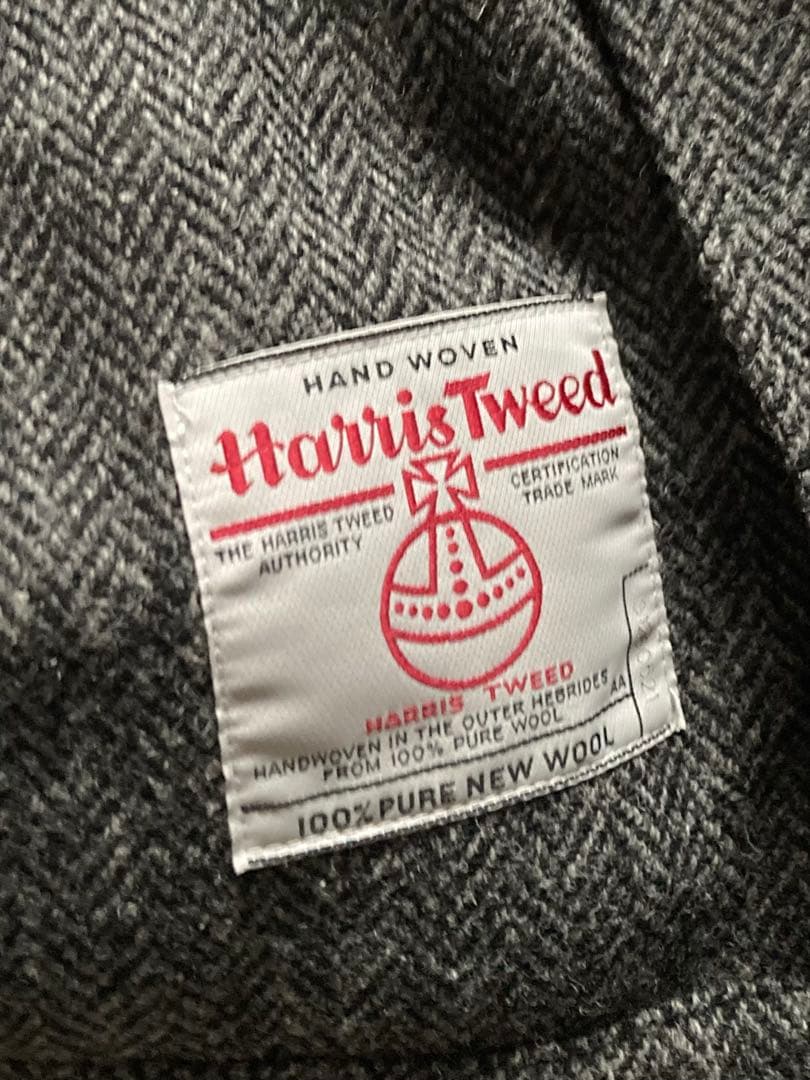 HAND WOVEN
Harris Tweed
THE HARRIS TWEED
AUTHORITY
CERTIFICATION
TRADE MARK
HARRIS TWEED
HANDWOVEN IN THE OUTER HEBRIDES
FROM 100% PURE WOOL
AA
100% PURE NEW WOOL